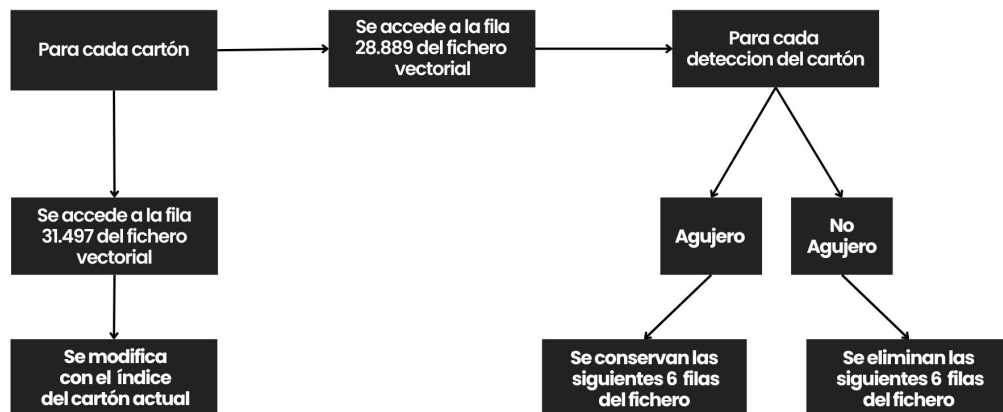 Para cada cartón
Se accede a la fila
28.889 del fichero
vectorial
Para cada
deteccion del cartón
Se accede a la fila
31.497 del fichero
vectorial
Agujero
No
Agujero
Se modifica
con el índice
del cartón actual
Se conservan las
siguientes 6 filas
del fichero
Se eliminan las
siguientes 6 filas
del fichero